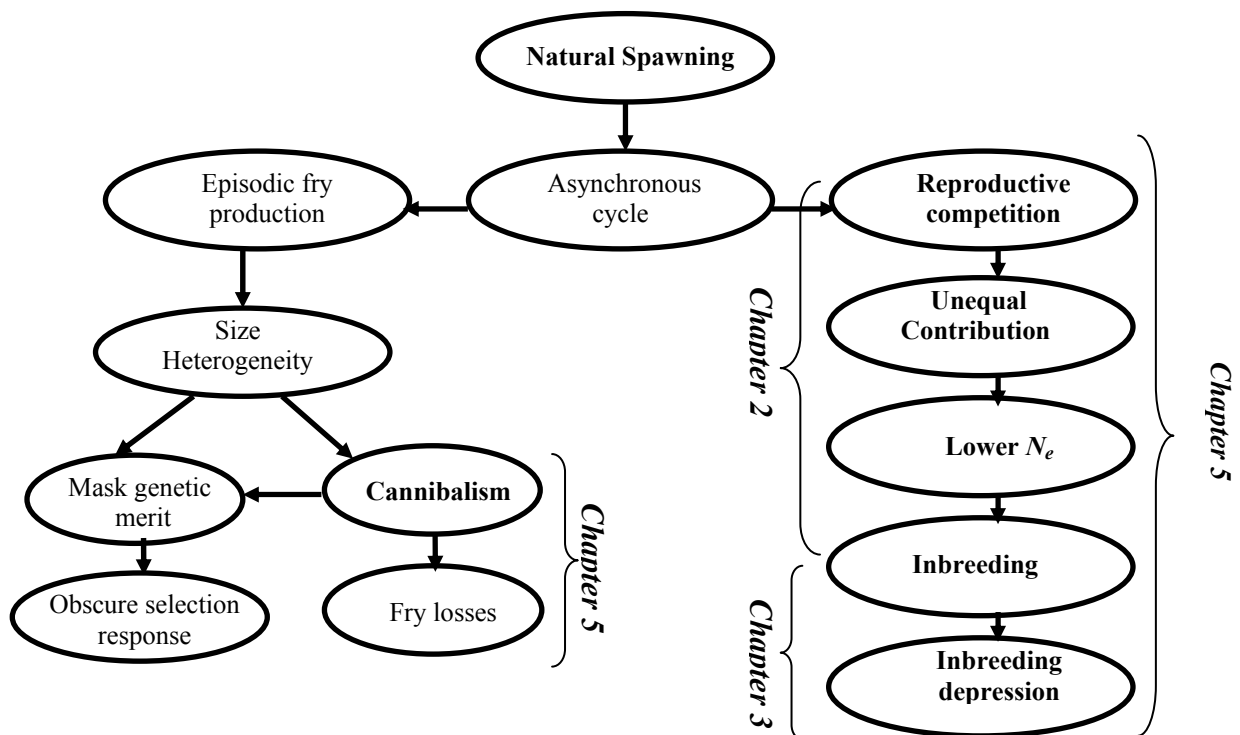 Natural Spawning
Episodic fry
production
Asynchronous
cycle
Reproductive
competition
Unequal
Contribution
Size
Heterogeneity
Chapter 2
Chapter 5
Lower Ne
Mask genetic
merit
Cannibalism
Chapter 5
Inbreeding
Obscure selection
response
Fry losses
Chapter 3
Inbreeding
depression